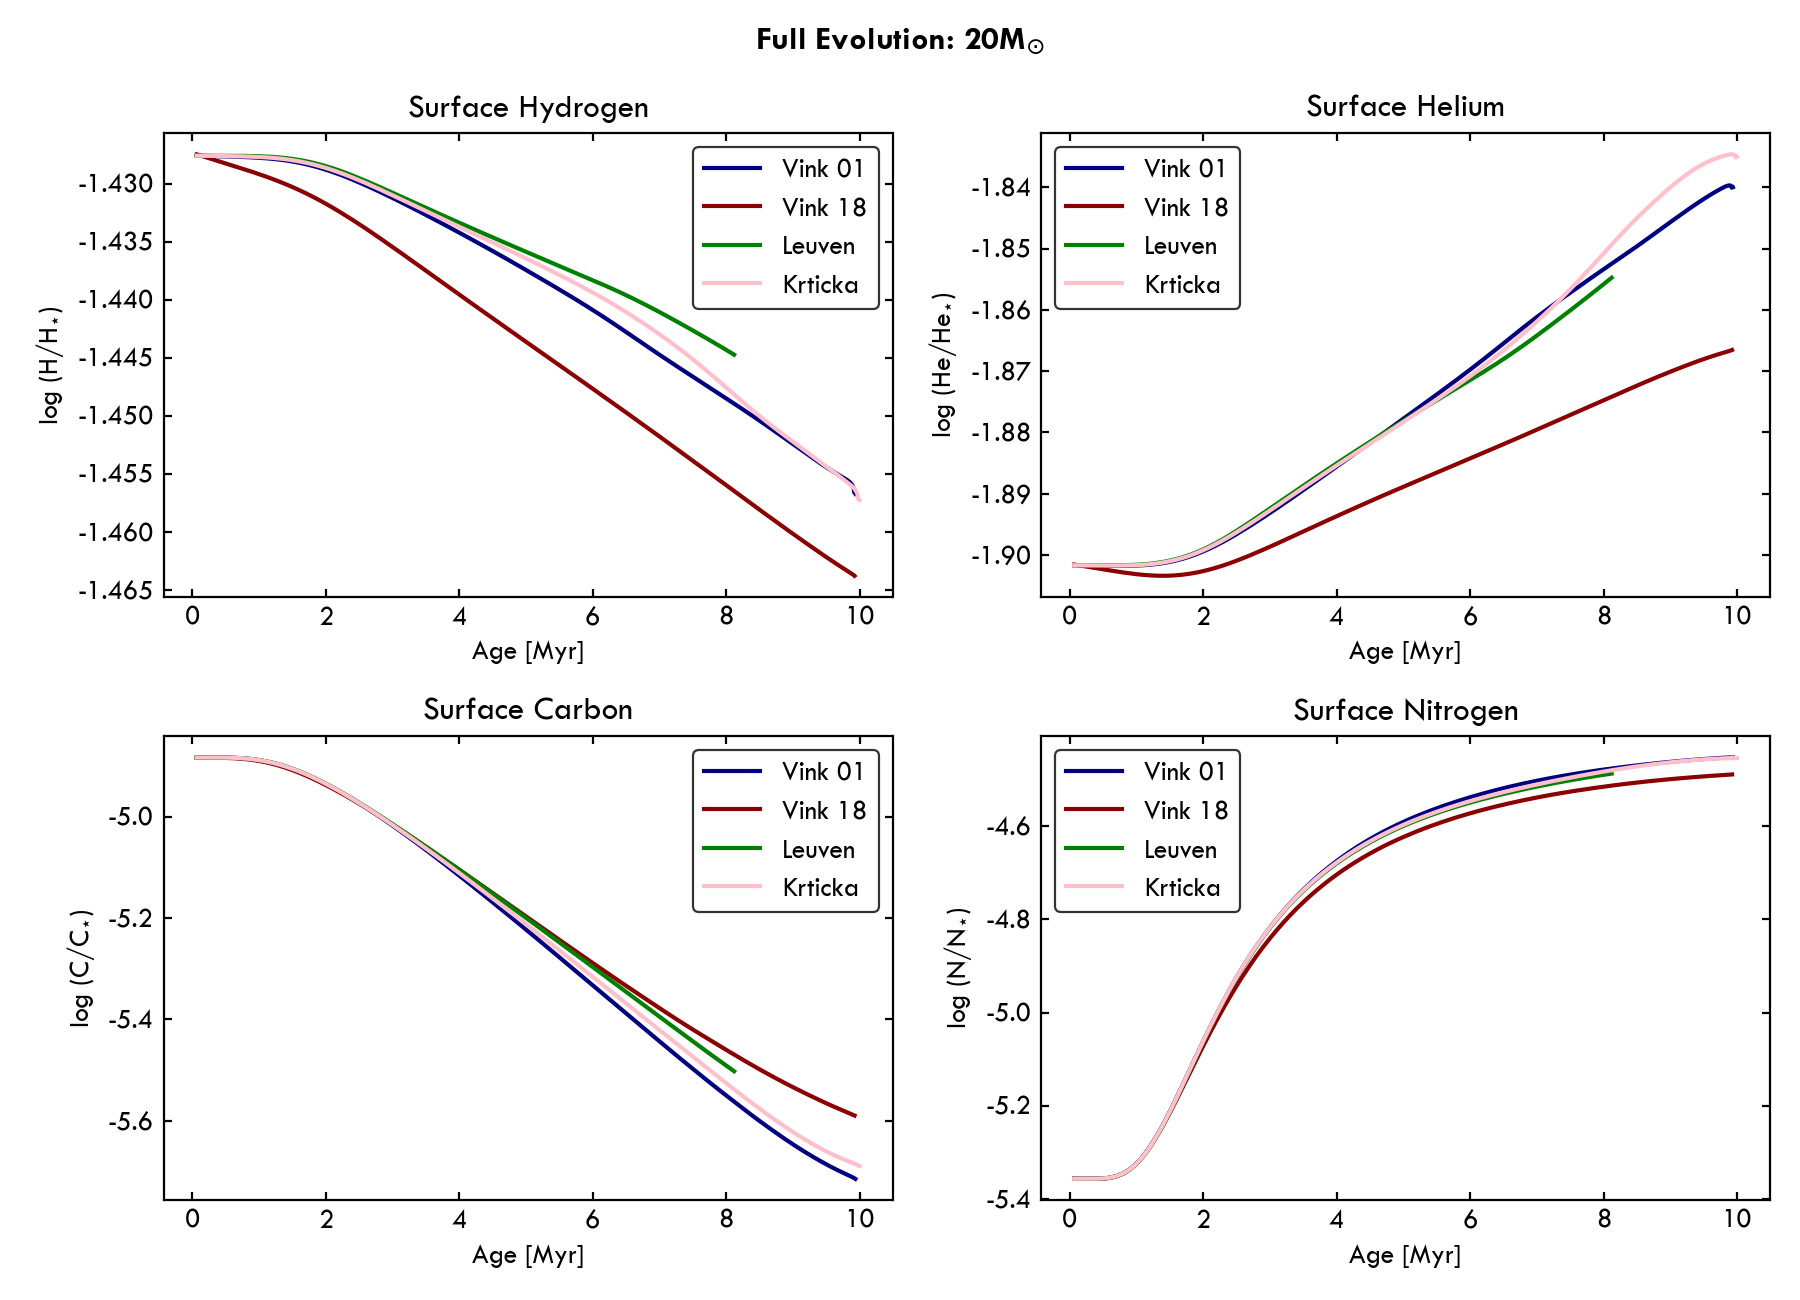 Full Evolution: 20M⊙
Surface Hydrogen
log (H/H⋆)
-1.430
-1.435
-1.440
-1.445
-1.450
-1.455
-1.460
-1.465
0 2 4 6 8 10
Age [Myr]
Vink 01
Vink 18
Leuven
Krticka
Surface Helium
log (He/He⋆)
-1.84
-1.85
-1.86
-1.87
-1.88
-1.89
-1.90
0 2 4 6 8 10
Age [Myr]
Vink 01
Vink 18
Leuven
Krticka
Surface Carbon
log (C/C⋆)
-5.0
-5.2
-5.4
-5.6
0 2 4 6 8 10
Age [Myr]
Vink 01
Vink 18
Leuven
Krticka
Surface Nitrogen
log (N/N⋆)
-4.6
-4.8
-5.0
-5.2
-5.4
0 2 4 6 8 10
Age [Myr]
Vink 01
Vink 18
Leuven
Krticka